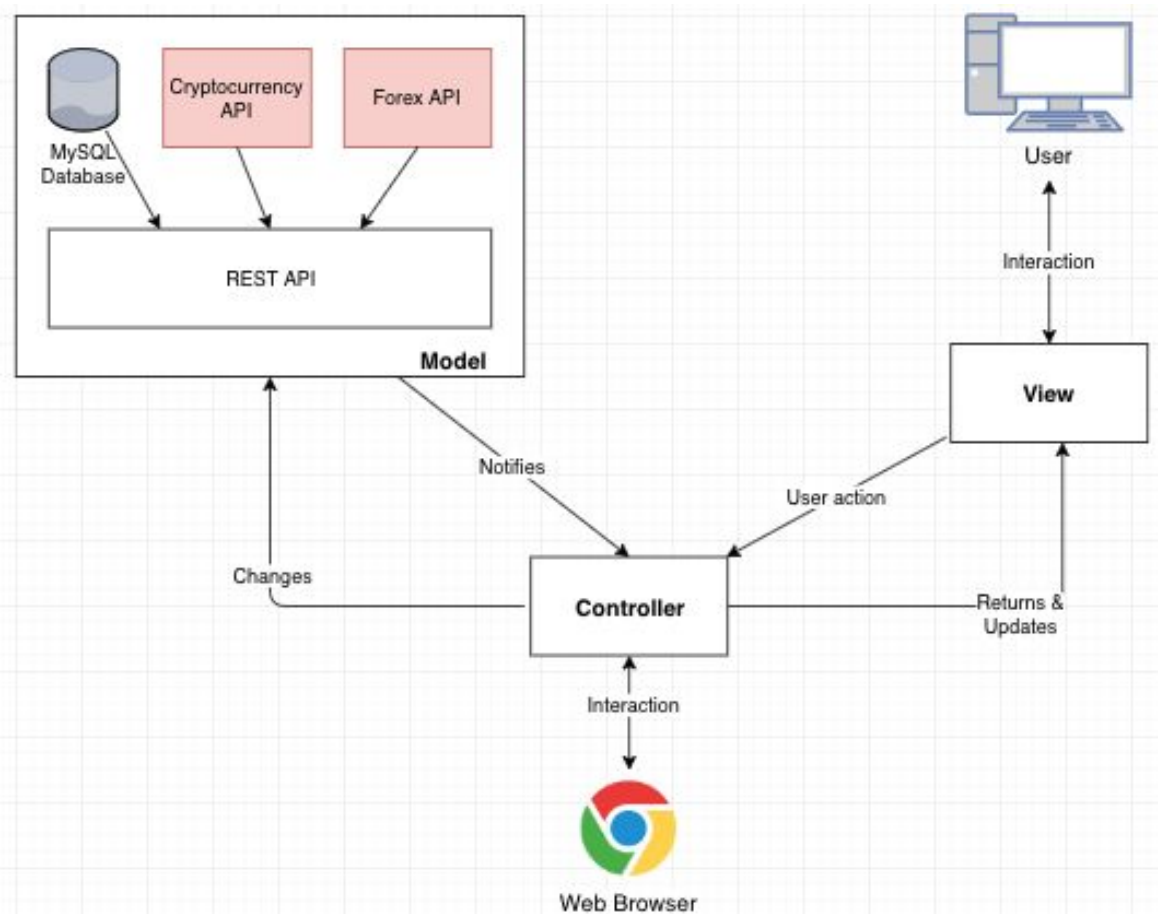 Cryptocurrency
API
Forex API
MySQL
Database
REST API
Model
User
Interaction
View
Notifies
User action
Changes
Controller
Returns &
Updates
Interaction
Web Browser